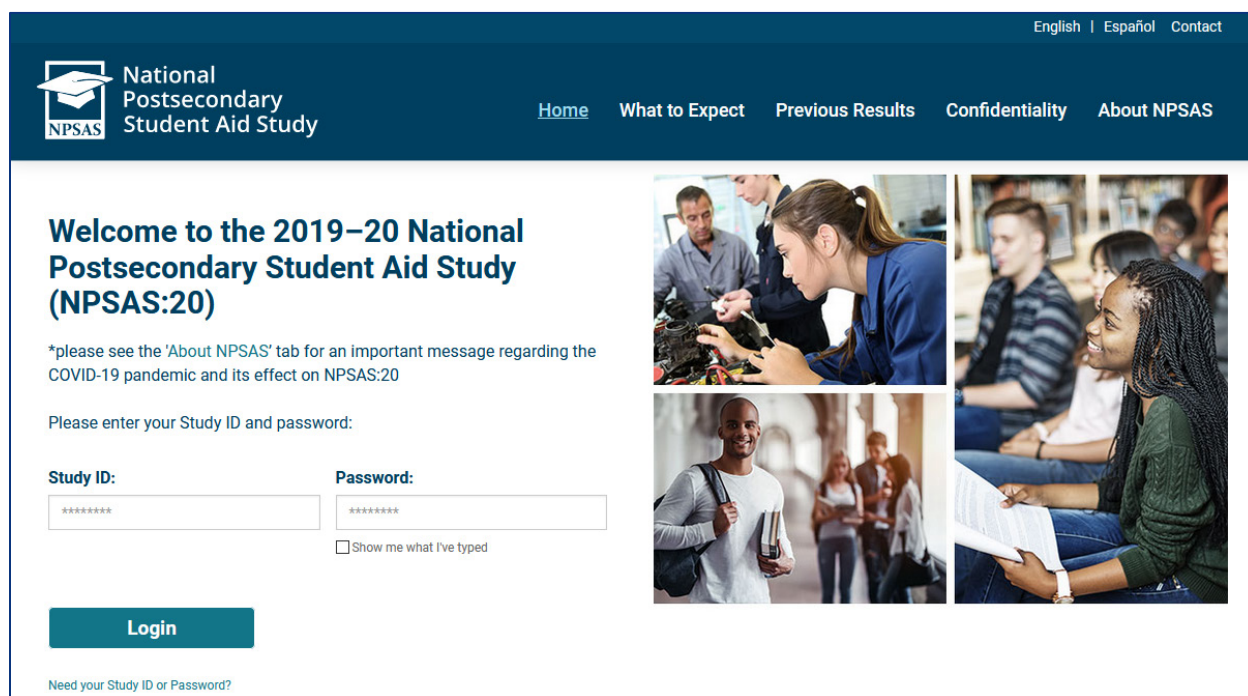 English | Español Contact
National
Postsecondary
Student Aid Study
NPSAS
Home What to Expect Previous Results Confidentiality About NPSAS
Welcome to the 2019–20 National
Postsecondary Student Aid Study
(NPSAS:20)
*please see the 'About NPSAS' tab for an important message regarding the
COVID-19 pandemic and its effect on NPSAS:20
Please enter your Study ID and password:
Study ID: Password:
******** ********
Show me what I've typed
Login
Need your Study ID or Password?